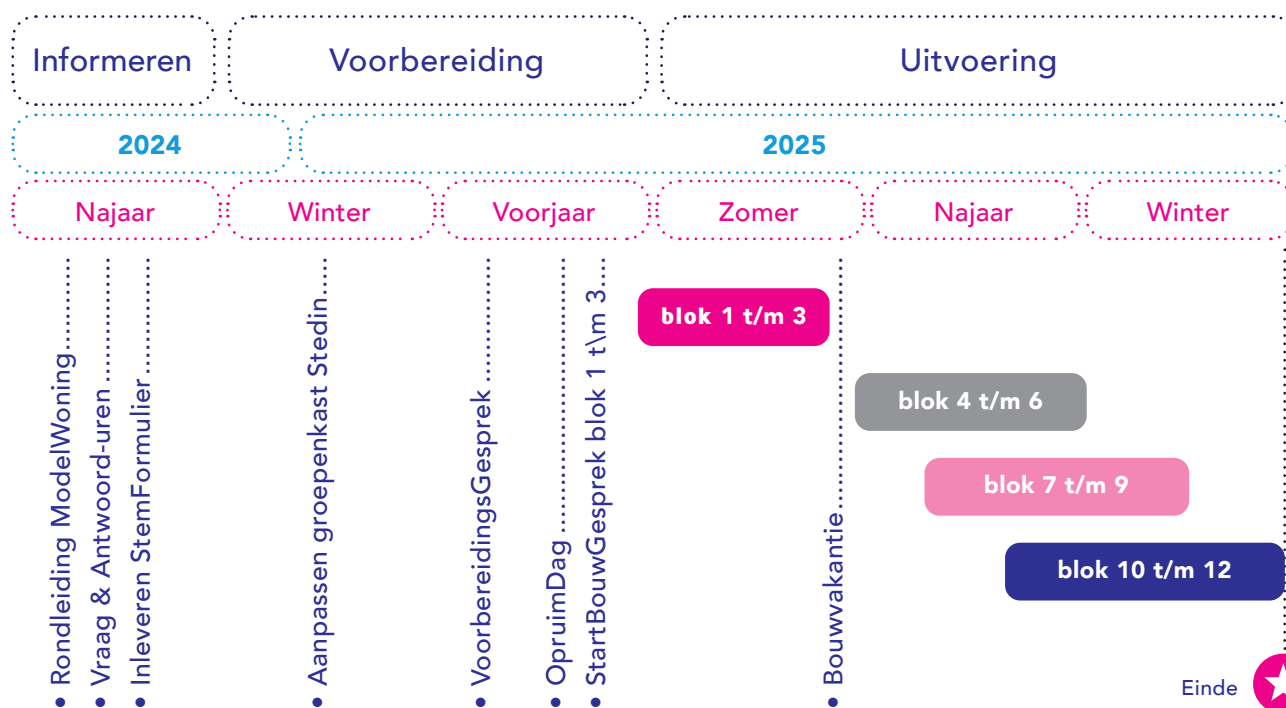 Informeren
Voorbereiding
Uitvoering
2024
2025
Najaar
Winter
Voorjaar
Zomer
Najaar
Winter
• Rondleiding ModelWoning
• Vraag & Antwoord-uren
• Inleveren StemFormulier
• Aanpassen groepenkast Stedin
• VoorbereidingsGesprek
• OpruimDag
• StartBouwGesprek blok 1 t\m 3
• Bouwvakantie
blok 1 t/m 3
blok 4 t/m 6
blok 7 t/m 9
blok 10 t/m 12
Einde